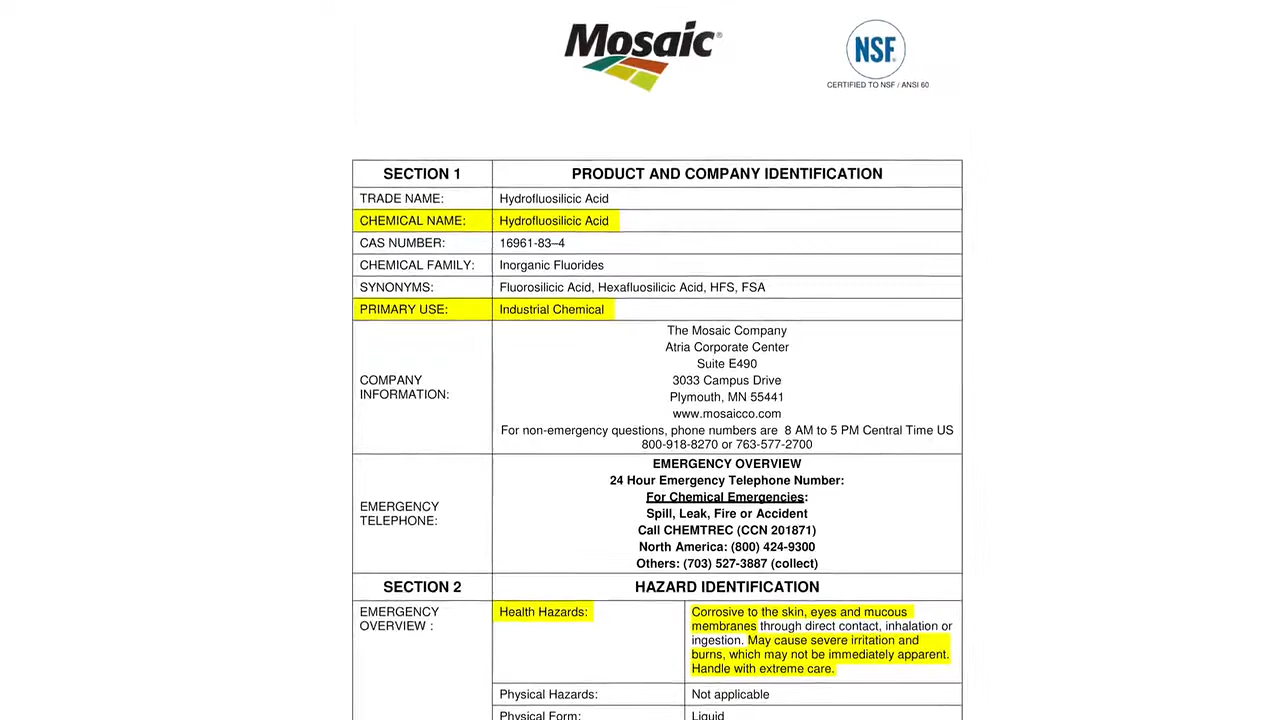 Mosaic®
NSF.
CERTIFIED TO NSF / ANSI 60
SECTION 1 PRODUCT AND COMPANY IDENTIFICATION
TRADE NAME: Hydrofluosilicic Acid
CHEMICAL NAME: Hydrofluosilicic Acid
CAS NUMBER: 16961-83–4
CHEMICAL FAMILY: Inorganic Fluorides
SYNONYMS: Fluorosilicic Acid, Hexafluosilicic Acid, HFS, FSA
PRIMARY USE: Industrial Chemical
COMPANY
INFORMATION:
The Mosaic Company
Atria Corporate Center
Suite E490
3033 Campus Drive
Plymouth, MN 55441
www.mosaicco.com
For non-emergency questions, phone numbers are 8 AM to 5 PM Central Time US
800-918-8270 or 763-577-2700
EMERGENCY
TELEPHONE:
EMERGENCY OVERVIEW
24 Hour Emergency Telephone Number:
For Chemical Emergencies:
Spill, Leak, Fire or Accident
Call CHEMTREC (CCN 201871)
North America: (800) 424-9300
Others: (703) 527-3887 (collect)
SECTION 2 HAZARD IDENTIFICATION
EMERGENCY
OVERVIEW :
Health Hazards:
Corrosive to the skin, eyes and mucous
membranes through direct contact, inhalation or
ingestion. May cause severe irritation and
burns, which may not be immediately apparent.
Handle with extreme care.
Physical Hazards: Not applicable
Physical Form: Liquid